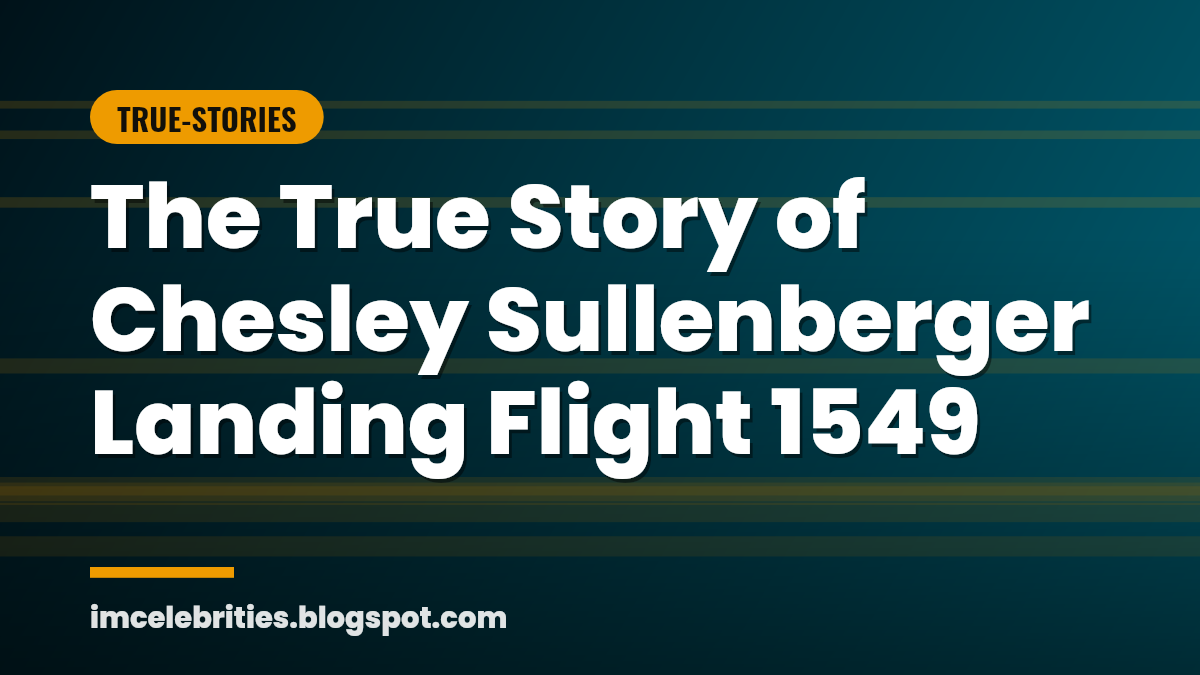 TRUE-STORIES
The True Story of
Chesley Sullenberger
Landing Flight 1549
imcelebrities.blogspot.com